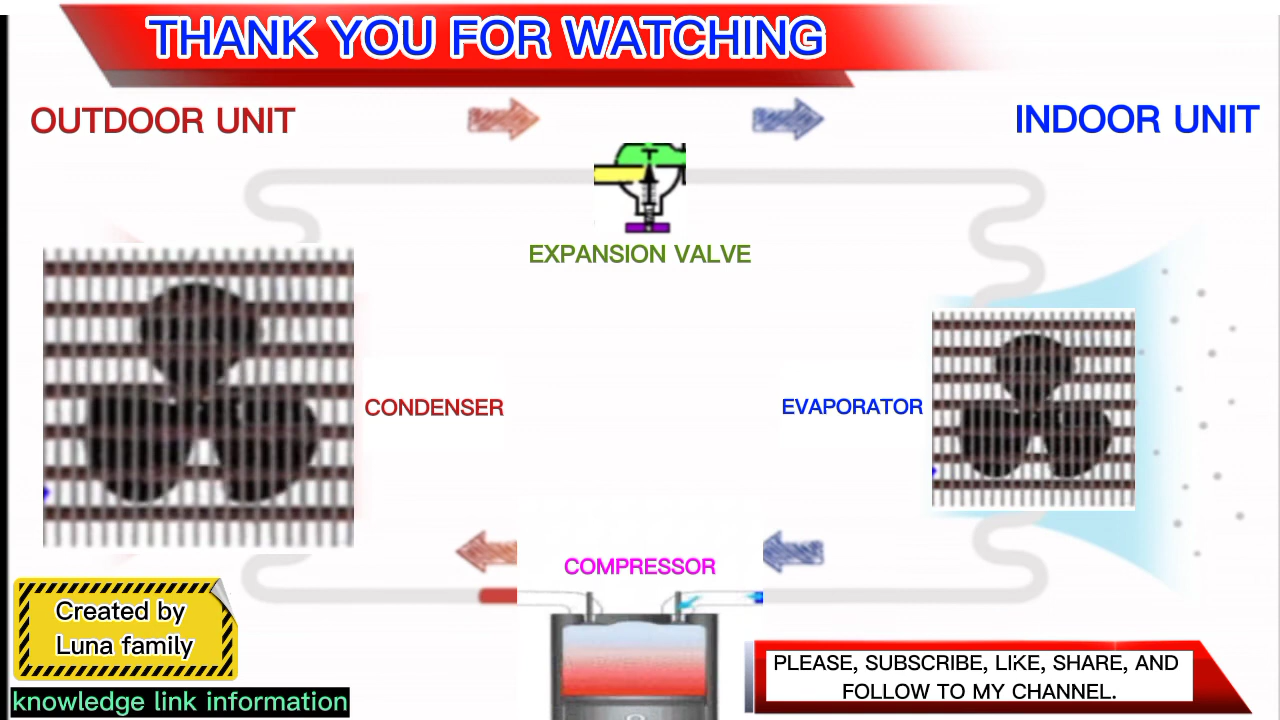 THANK YOU FOR WATCHING
OUTDOOR UNIT
INDOOR UNIT
EXPANSION VALVE
CONDENSER
EVAPORATOR
COMPRESSOR
Created by
Luna family
knowledge link information
PLEASE, SUBSCRIBE, LIKE, SHARE, AND
FOLLOW TO MY CHANNEL.